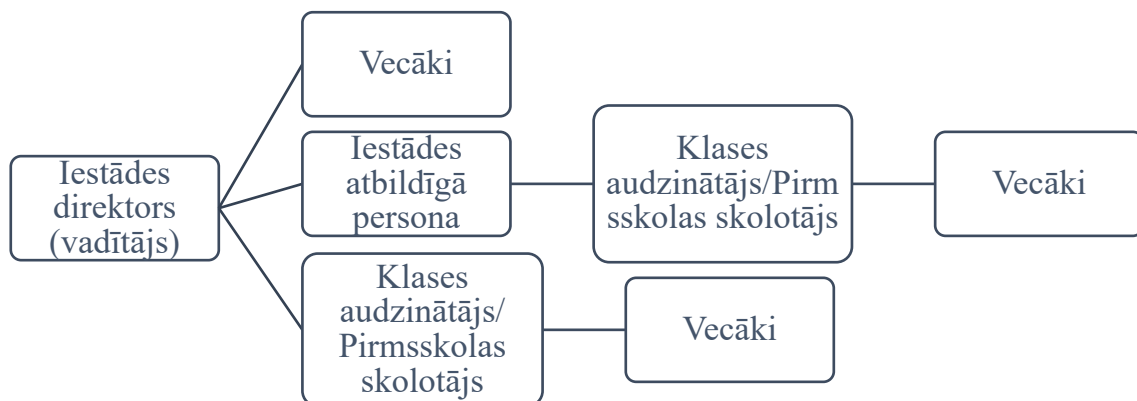 Vecāki
Iestādes
direktors
(vadītājs)
Iestādes
atbildīgā
persona
Klases
audzinātājs/Pirm
sskolas skolotājs
Vecāki
Klases
audzinātājs/
Pirmsskolas
skolotājs
Vecāki